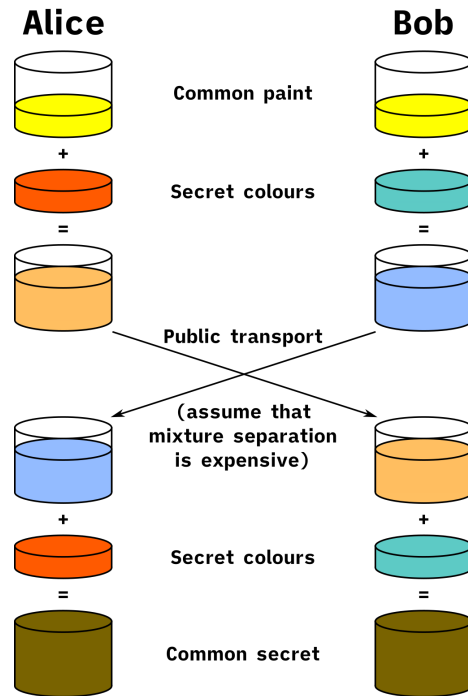 Alice Bob
Common paint
+ +
Secret colours
= =
Public transport
(assume that
mixture separation
is expensive)
+ +
Secret colours
= =
Common secret